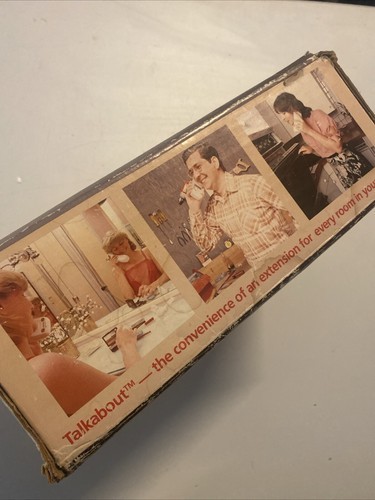 Talkabout™ — the convenience of an extension for every room in your